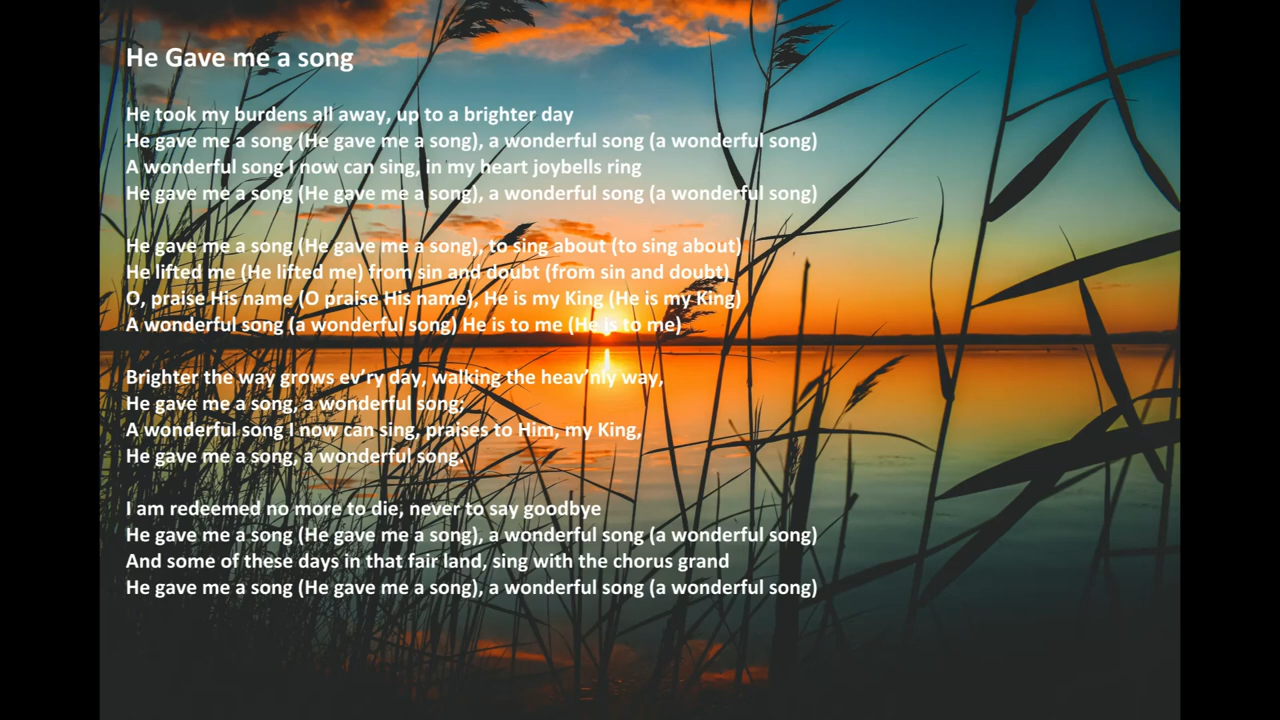 He Gave me a song
He took my burdens all away, up to a brighter day
He gave me a song (He gave me a song), a wonderful song (a wonderful song)
A wonderful song I now can sing, in my heart joybells ring
He gave me a song (He gave me a song), a wonderful song (a wonderful song)
He gave me a song (He gave me a song), to sing about (to sing about)
He lifted me (He lifted me) from sin and doubt (from sin and doubt)
O, praise His name (O praise His name), He is my King (He is my King)
A wonderful song (a wonderful song) He is to me (He is to me)
Brighter the way grows ev’ry day, walking the heav’nly way,
He gave me a song, a wonderful song;
A wonderful song I now can sing, praises to Him, my King,
He gave me a song, a wonderful song.
I am redeemed no more to die, never to say goodbye
He gave me a song (He gave me a song), a wonderful song (a wonderful song)
And some of these days in that fair land, sing with the chorus grand
He gave me a song (He gave me a song), a wonderful song (a wonderful song)